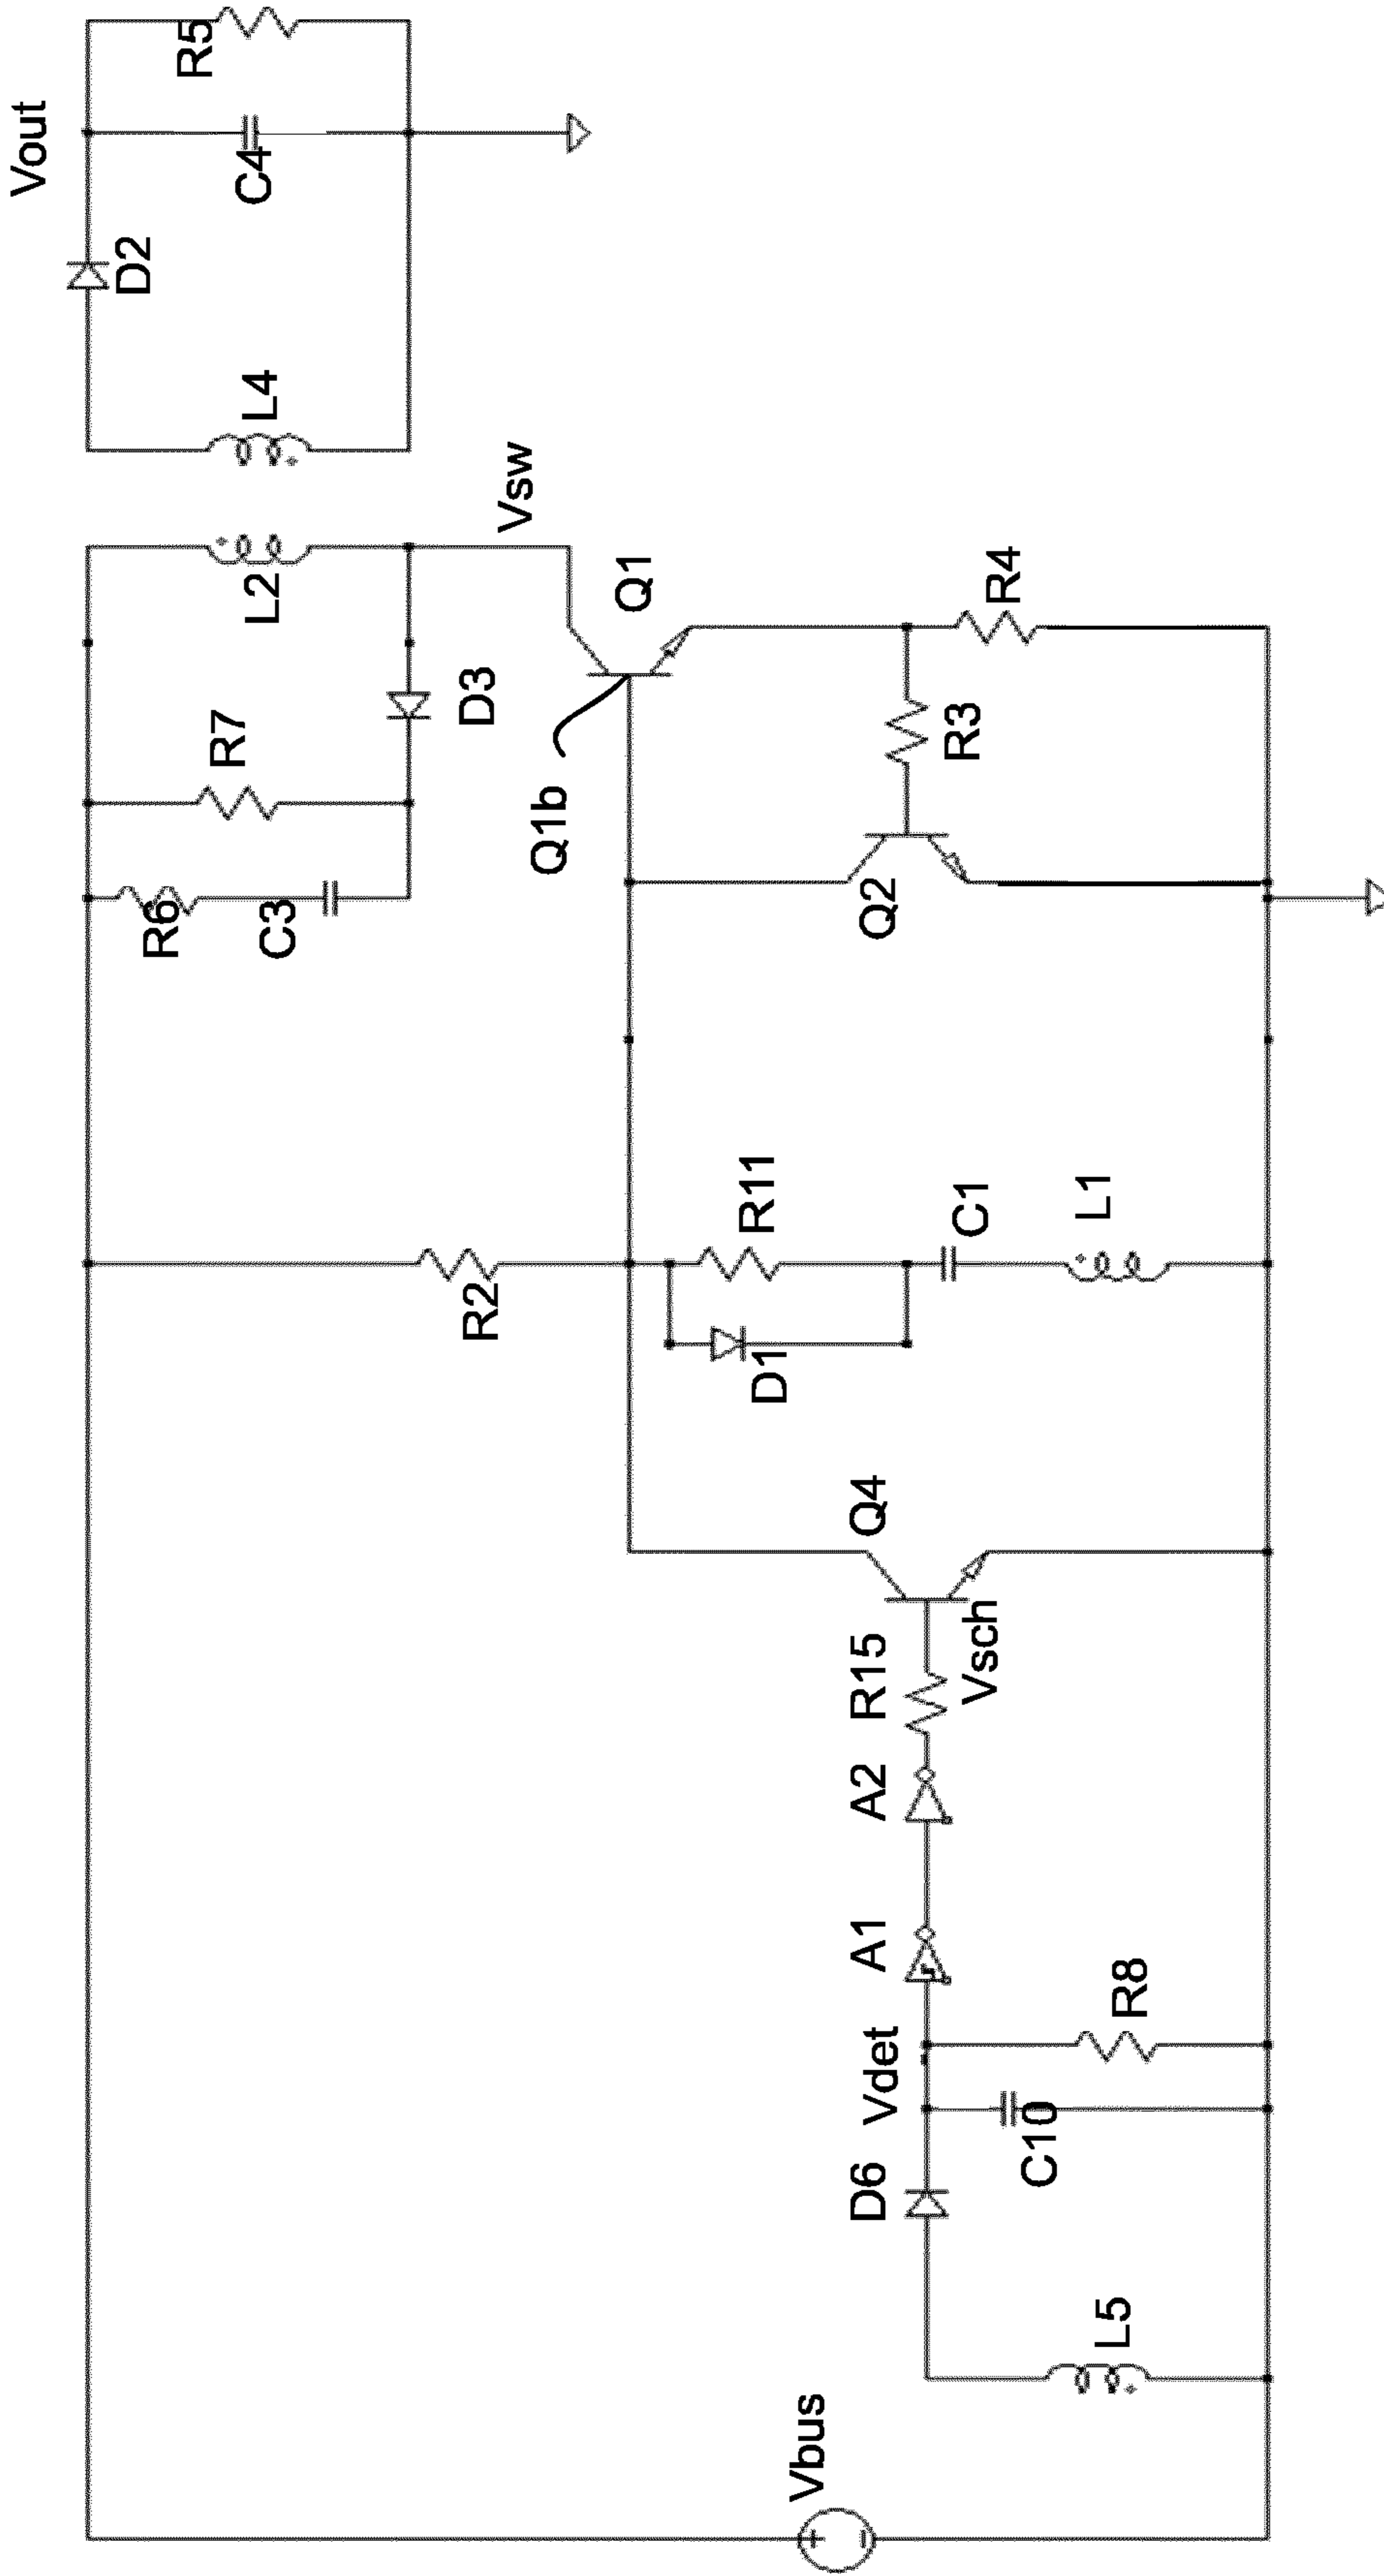 Vout
R5
C4
D2
L4
L2
Vsw
R7
D3
Q1
R6
C3
Q1b
R4
R3
Q2
R2
R11
D1
C1
L1
Q4
R15
Vsch
A2
A1
Vdet
R8
D6
C10
L5
Vbus
+
-